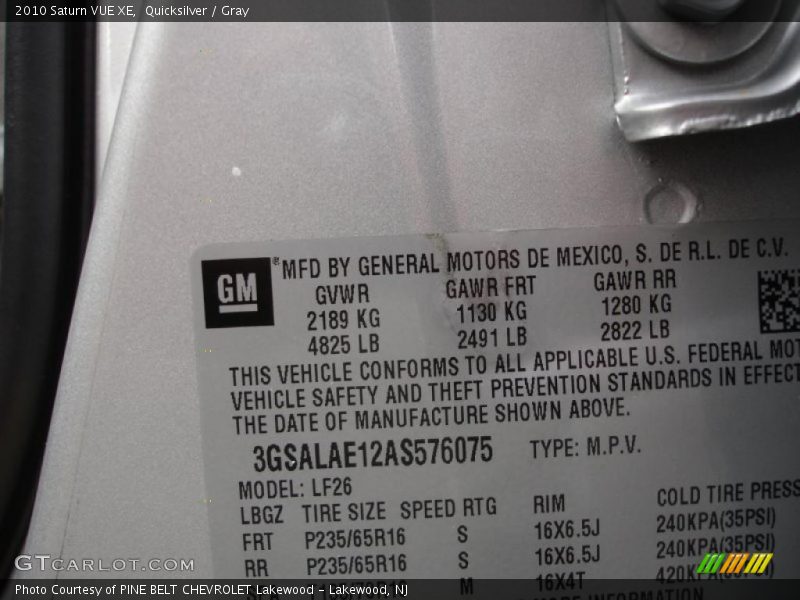 2010 Saturn VUE XE, Quicksilver / Gray
GM ® MFD BY GENERAL MOTORS DE MEXICO, S. DE R.L. DE C.V.
GVWR GAWR FRT GAWR RR
2189 KG 1130 KG 1280 KG
4825 LB 2491 LB 2822 LB
THIS VEHICLE CONFORMS TO ALL APPLICABLE U.S. FEDERAL MOT
VEHICLE SAFETY AND THEFT PREVENTION STANDARDS IN EFFECT
THE DATE OF MANUFACTURE SHOWN ABOVE.
3GSALAE12AS576075 TYPE: M.P.V.
MODEL: LF26
LBGZ TIRE SIZE SPEED RTG RIM COLD TIRE PRESS
FRT P235/65R16 S 16X6.5J 240KPA(35PSI)
RR P235/65R16 S 16X6.5J 240KPA(35PSI)
M 16X4T 420KPA
GTCARLOT.COM
Photo Courtesy of PINE BELT CHEVROLET Lakewood - Lakewood, NJ